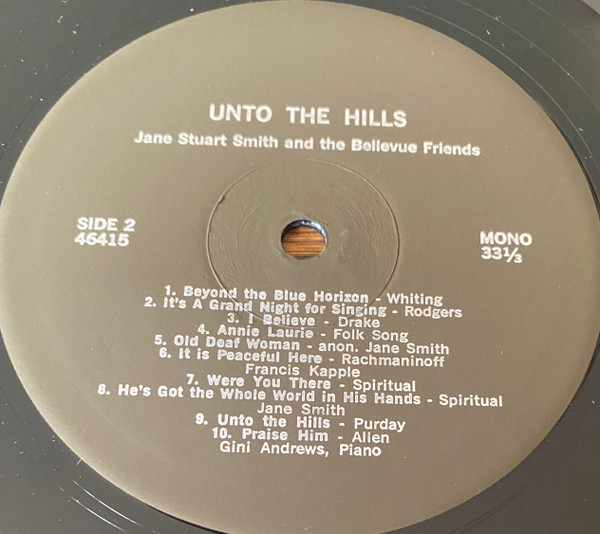 UNTO THE HILLS
Jane Stuart Smith and the Bellevue Friends
SIDE 2
46415
MONO
33⅓
1. Beyond the Blue Horizon - Whiting
2. It's A Grand Night for Singing - Rodgers
3. I Believe - Drake
4. Annie Laurie - Folk Song
5. Old Deaf Woman - anon. Jane Smith
6. It is Peaceful Here - Rachmaninoff
Francis Kapple
7. Were You There - Spiritual
8. He's Got the Whole World in His Hands - Spiritual
Jane Smith
9. Unto the Hills - Purday
10. Praise Him - Allen
Gini Andrews, Piano